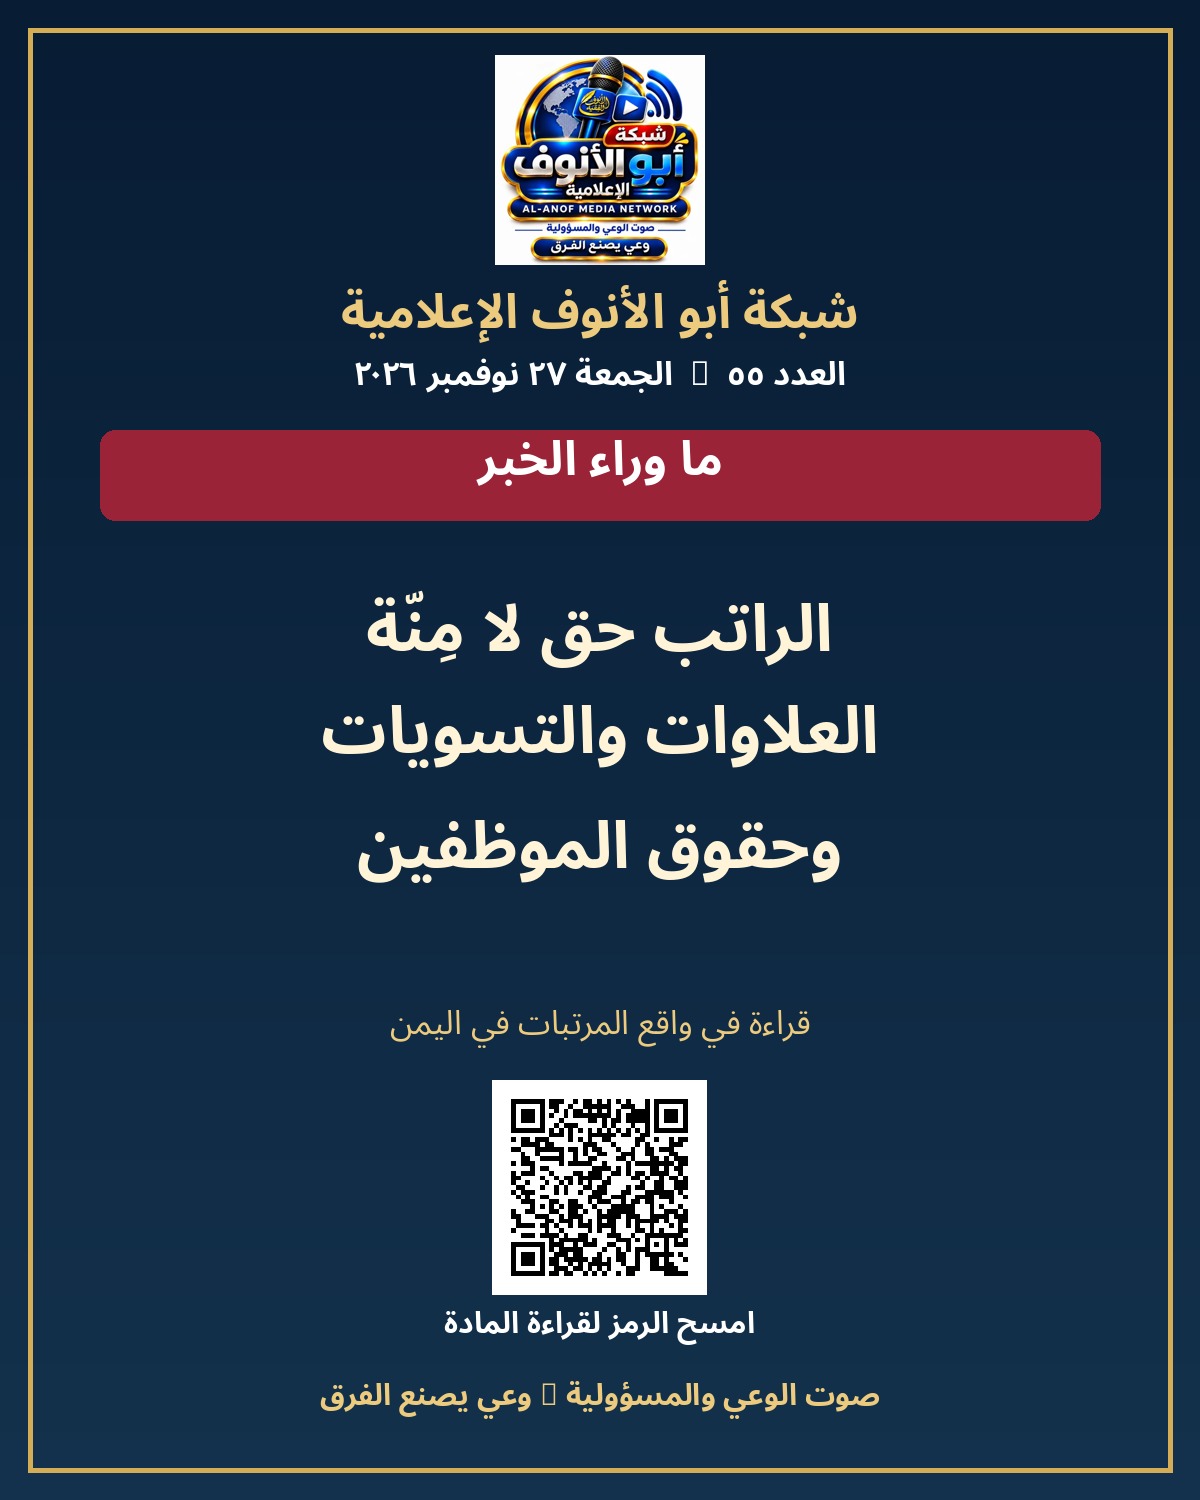 شبكة
أبو الأنوف
الإعلامية
AL-ANOF MEDIA NETWORK
صوت الوعي والمسؤولية
وعي يصنع الفرق
شبكة أبو الأنوف الإعلامية
العدد ٥٥ ▯ الجمعة ٢٧ نوفمبر ٢٠٢٦
ما وراء الخبر
الراتب حق لا مِنّة
العلاوات والتسويات
وحقوق الموظفين
قراءة في واقع المرتبات في اليمن
امسح الرمز لقراءة المادة
صوت الوعي والمسؤولية ▯ وعي يصنع الفرق